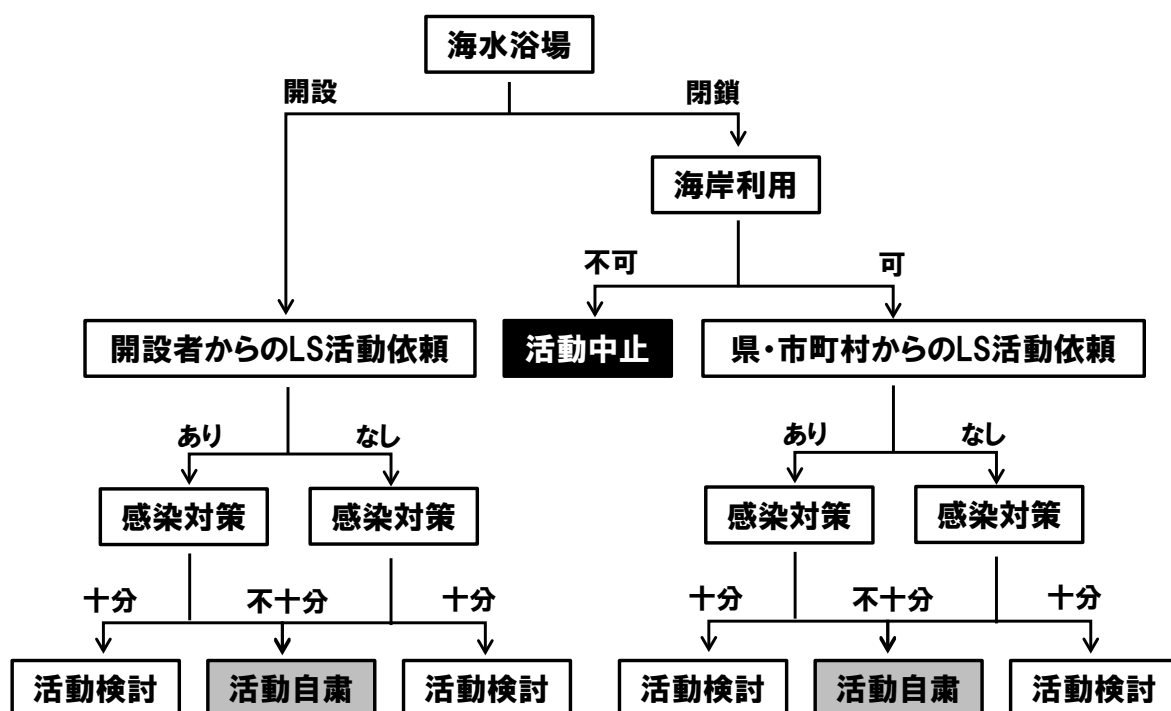 海水浴場
開設
閉鎖
海岸利用
不可
可
開設者からのLS活動依頼
活動中止
県・市町村からのLS活動依頼
あり
なし
あり
なし
感染対策
感染対策
感染対策
感染対策
十分
不十分
十分
十分
不十分
十分
活動検討
活動自粛
活動検討
活動検討
活動自粛
活動検討